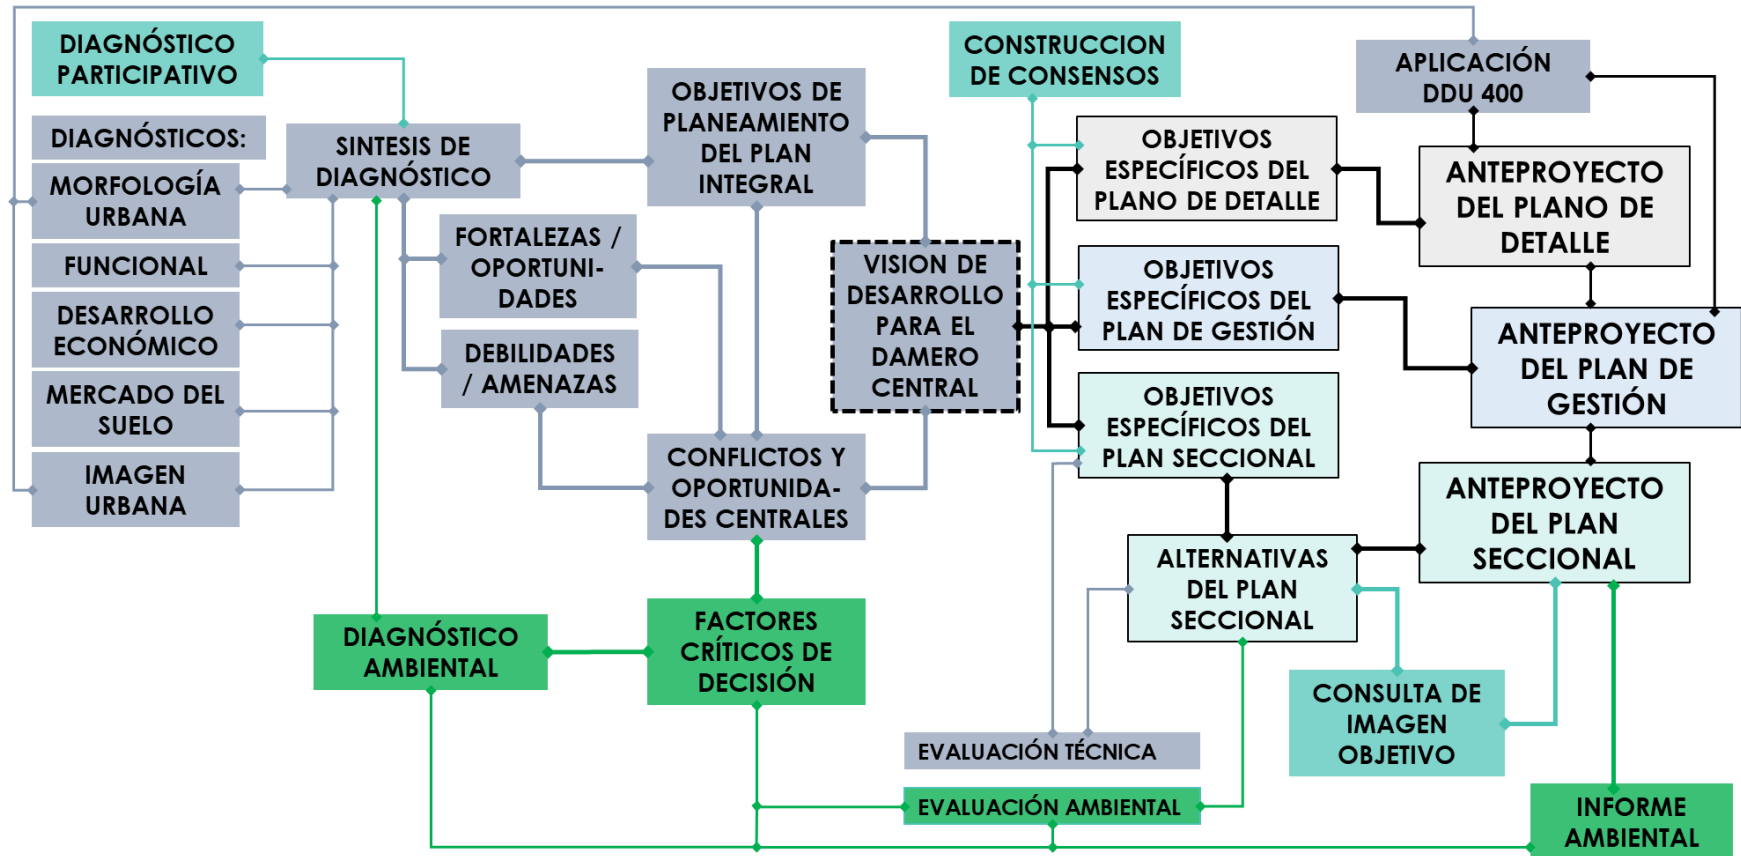 DIAGNÓSTICO
PARTICIPATIVO
DIAGNÓSTICOS:
MORFOLOGÍA
URBANA
FUNCIONAL
DESARROLLO
ECONÓMICO
MERCADO DEL
SUELO
IMAGEN
URBANA
SINTESIS DE
DIAGNÓSTICO
FORTALEZAS /
OPORTUNI-
DADES
DEBILIDADES
/ AMENAZAS
OBJETIVOS DE
PLANEAMIENTO
DEL PLAN
INTEGRAL
CONFLICTOS Y
OPORTUNIDA-
DES CENTRALES
DIAGNÓSTICO
AMBIENTAL
FACTORES
CRÍTICOS DE
DECISIÓN
VISION DE
DESARROLLO
PARA EL
DAMERO
CENTRAL
CONSTRUCCION
DE CONSENSOS
OBJETIVOS
ESPECÍFICOS DEL
PLANO DE DETALLE
OBJETIVOS
ESPECÍFICOS DEL
PLAN DE GESTIÓN
OBJETIVOS
ESPECÍFICOS DEL
PLAN SECCIONAL
ALTERNATIVAS
DEL PLAN
SECCIONAL
EVALUACIÓN TÉCNICA
EVALUACIÓN AMBIENTAL
APLICACIÓN
DDU 400
ANTEPROYECTO
DEL PLANO DE
DETALLE
ANTEPROYECTO
DEL PLAN DE
GESTIÓN
ANTEPROYECTO
DEL PLAN
SECCIONAL
CONSULTA DE
IMAGEN
OBJETIVO
INFORME
AMBIENTAL